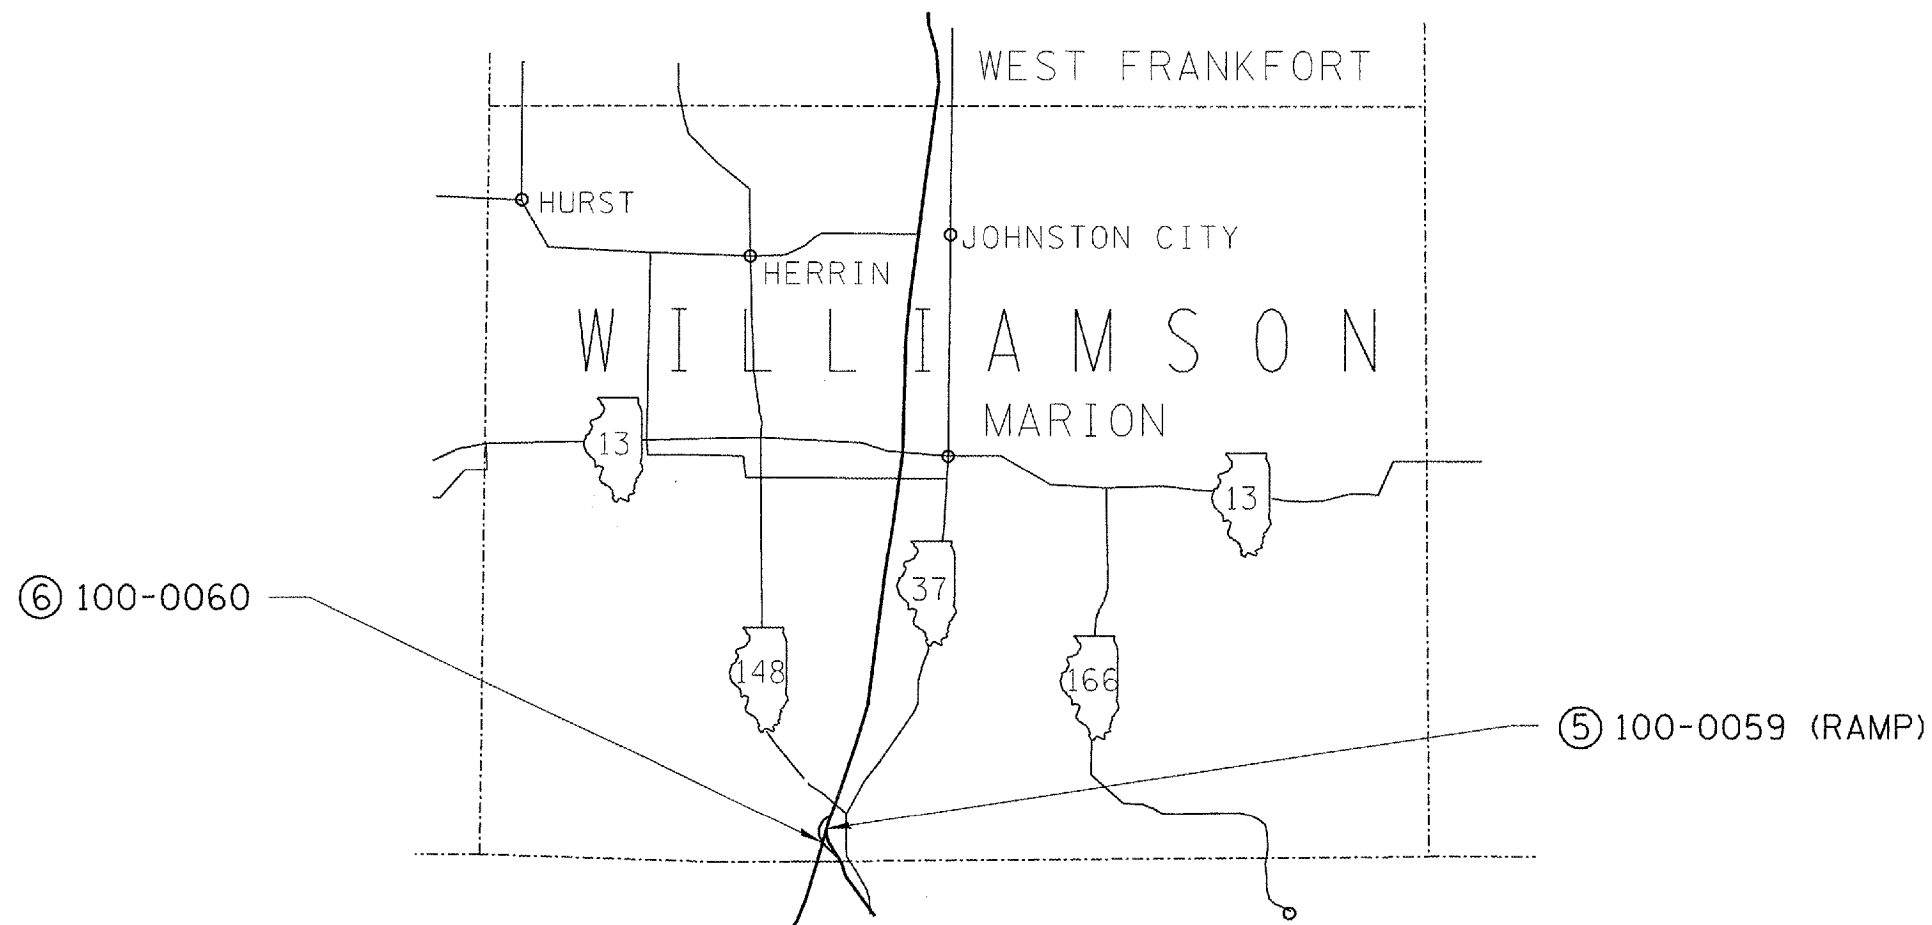 WEST FRANKFORT
HURST
JOHNSTON CITY
HERRIN
WILLIAMSON
MARION
13
13
37
⑥ 100-0060
148
166
⑤ 100-0059 (RAMP)